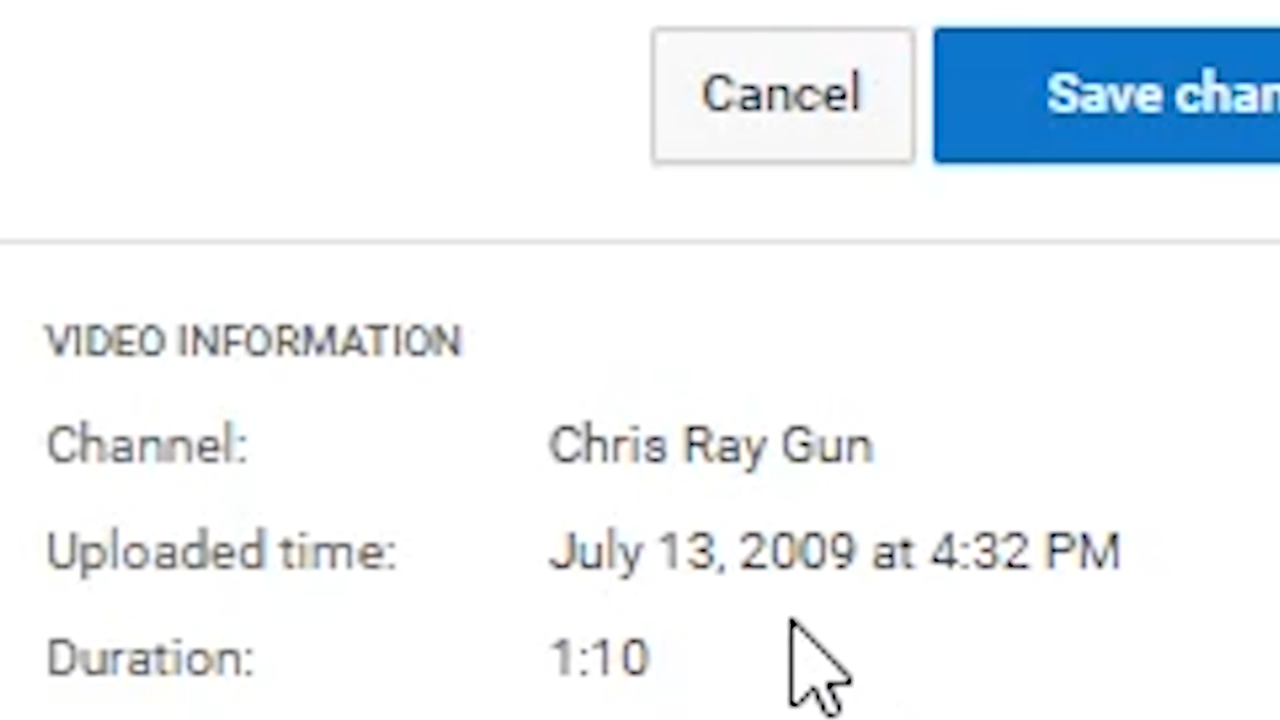 Cancel Save chan
VIDEO INFORMATION
Channel: Chris Ray Gun
Uploaded time: July 13, 2009 at 4:32 PM
Duration: 1:10